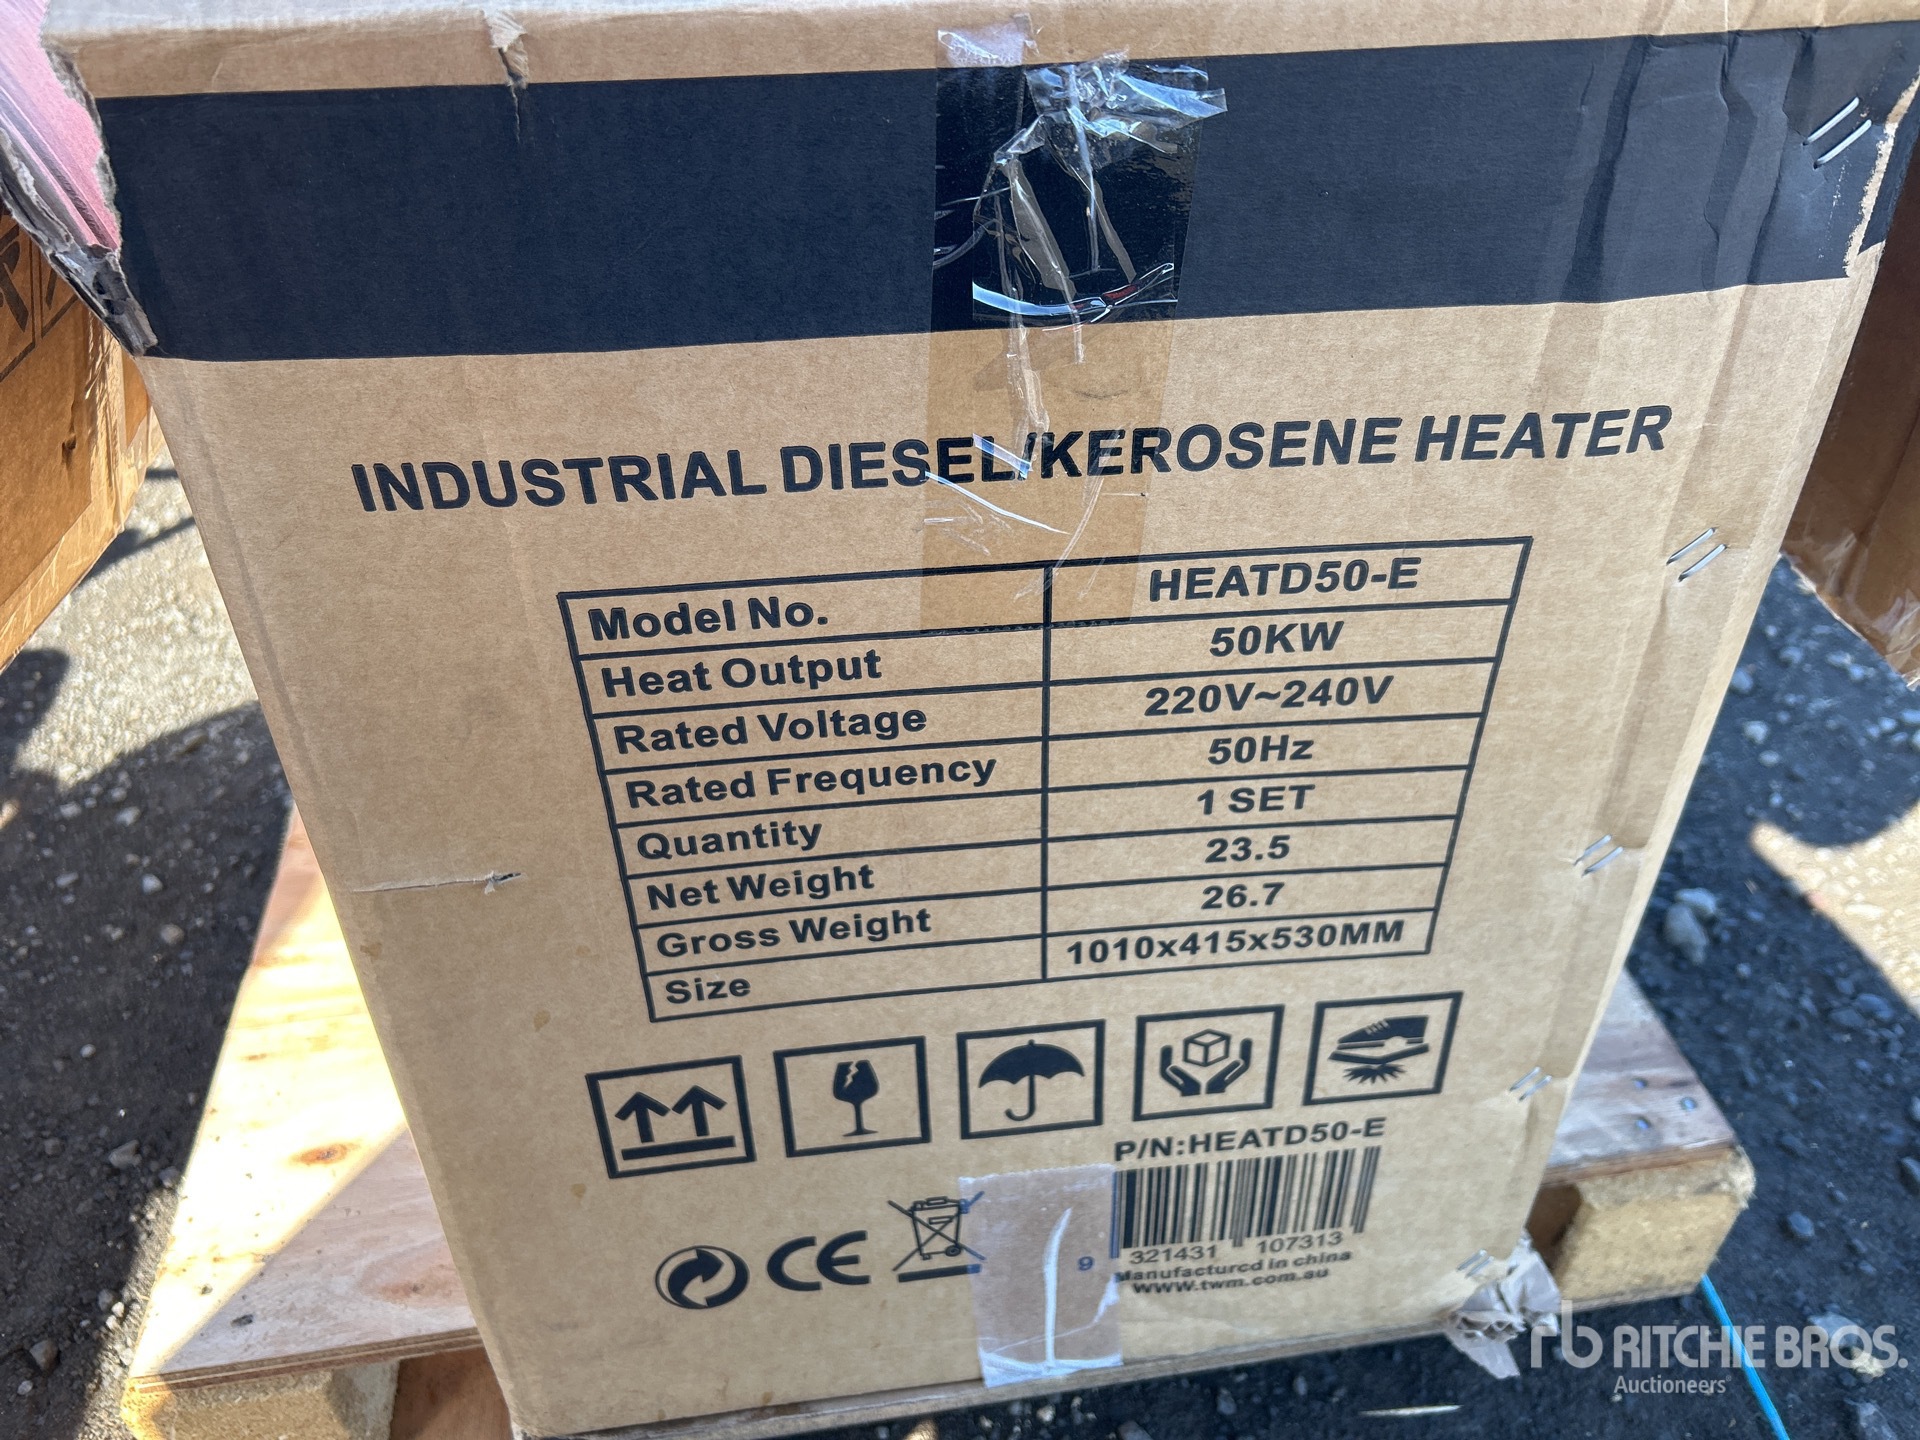 INDUSTRIAL DIESEL/KEROSENE HEATER
Model No. HEATD50-E
Heat Output 50KW
Rated Voltage 220V~240V
Rated Frequency 50Hz
Quantity 1 SET
Net Weight 23.5
Gross Weight 26.7
Size 1010x415x530MM
P/N:HEATD50-E
CE
9 321431 107313
Manufactured in china
www.twm.com.au
rb RITCHIE BROS.
Auctioneers